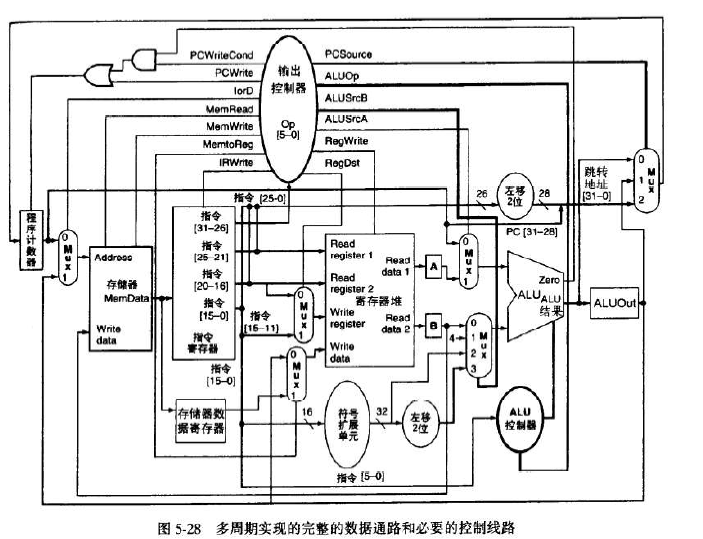 PCWriteCond
PCWrite
IorD
MemRead
MemWrite
MemtoReg
IRWrite
输出
控制器
Op
[5-0]
PCSource
ALUOp
ALUSrcB
ALUSrcA
RegWrite
RegDst
指令 [25-0]
26
左移
2位
28
跳转
地址
[31-0]
0
1
2
Mux
PC [31-28]
程序计数器
0
Mux
1
Address
存储器
MemData
Write
data
指令
[31-26]
指令
[25-21]
指令
[20-16]
指令
[15-0]
指令
寄存器
指令
[15-0]
存储器数
据寄存器
指令
[15-11]
0
Mux
1
0
Mux
1
Read
register 1
Read
register 2
寄存器堆
Write
register
Write
data
Read
data 1
Read
data 2
A
B
0
Mux
1
4
0
1
2
3
Mux
Zero
ALU
ALU
结果
ALUOut
16
符号
扩展
单元
32
左移
2位
ALU
控制器
指令 [5-0]
图 5-28 多周期实现的完整的数据通路和必要的控制线路